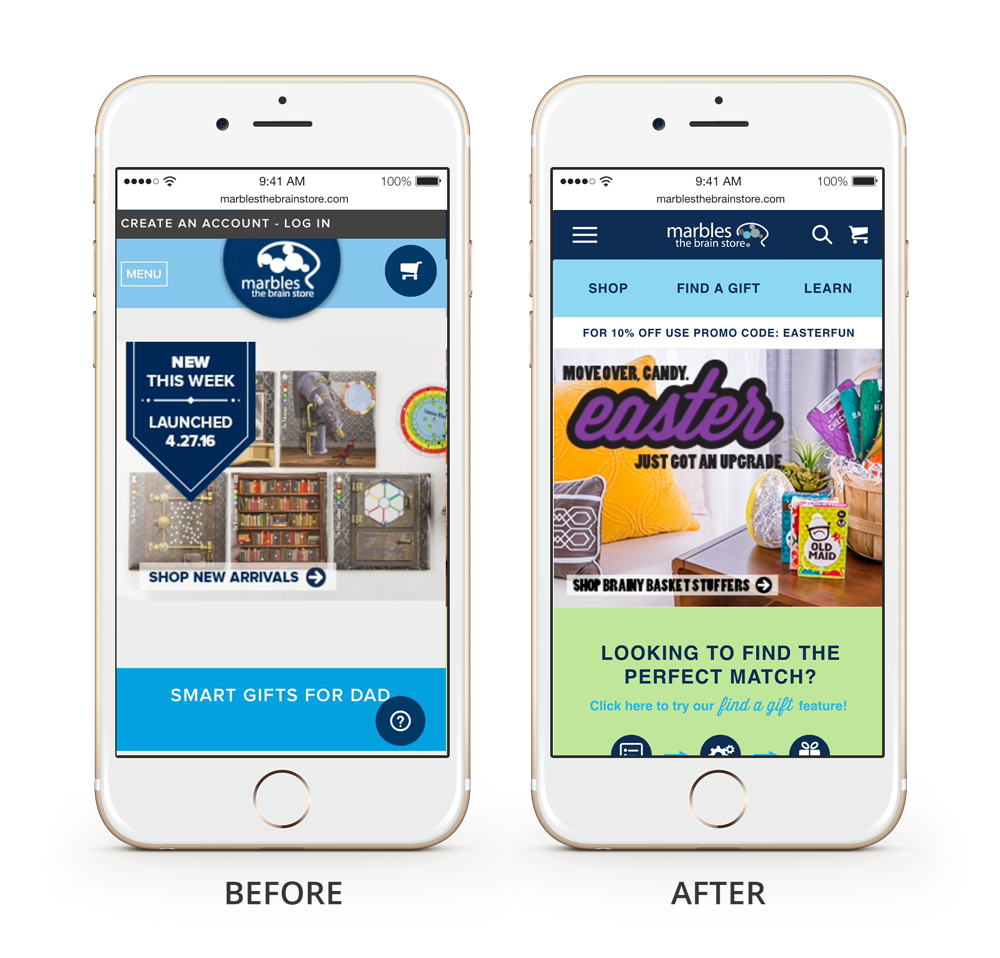 9:41 AM
100%
marblesthebrainstore.com
CREATE AN ACCOUNT - LOG IN
MENU
marbles
the brain store
NEW
THIS WEEK
LAUNCHED
4.27.16
SHOP NEW ARRIVALS
SMART GIFTS FOR DAD
?
BEFORE
9:41 AM
100%
marblesthebrainstore.com
marbles
the brain store®
SHOP
FIND A GIFT
LEARN
FOR 10% OFF USE PROMO CODE: EASTERFUN
MOVE OVER, CANDY.
easter
JUST GOT AN UPGRADE.
OLD
MAID
SHOP BRAINY BASKET STUFFERS
LOOKING TO FIND THE
PERFECT MATCH?
Click here to try our find a gift feature!
AFTER